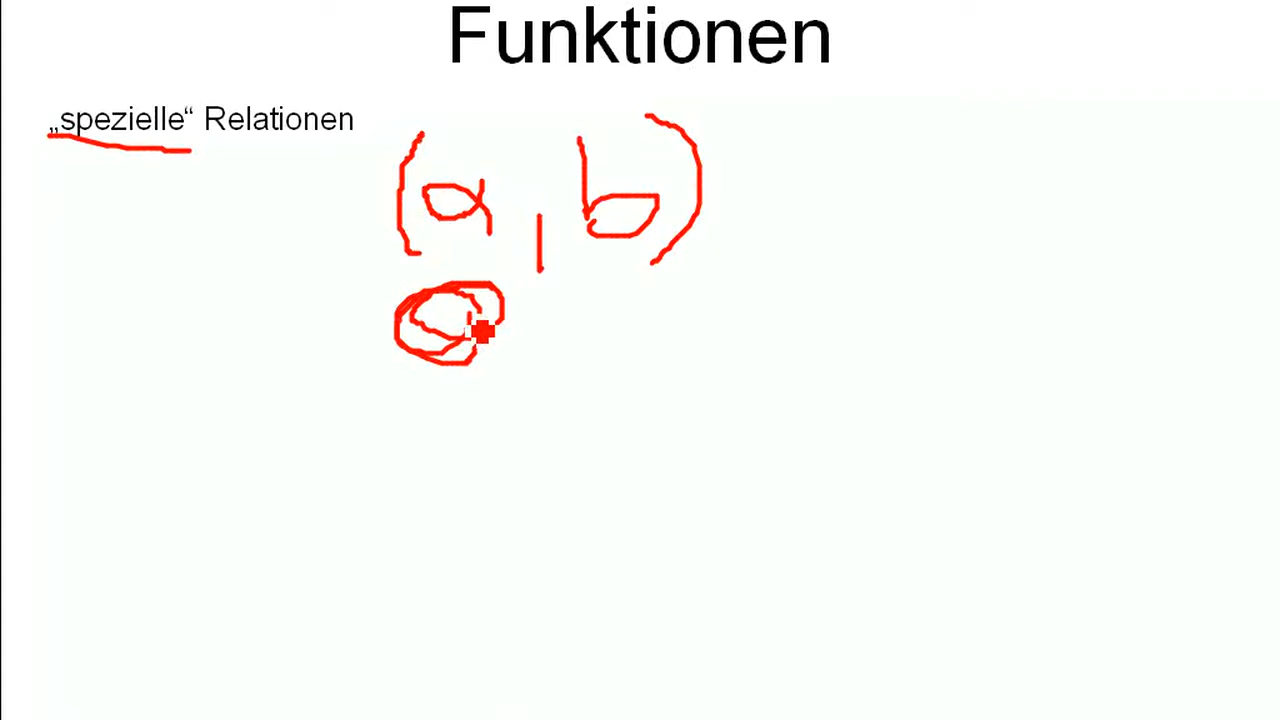 Funktionen
„spezielle“ Relationen
(a, b)